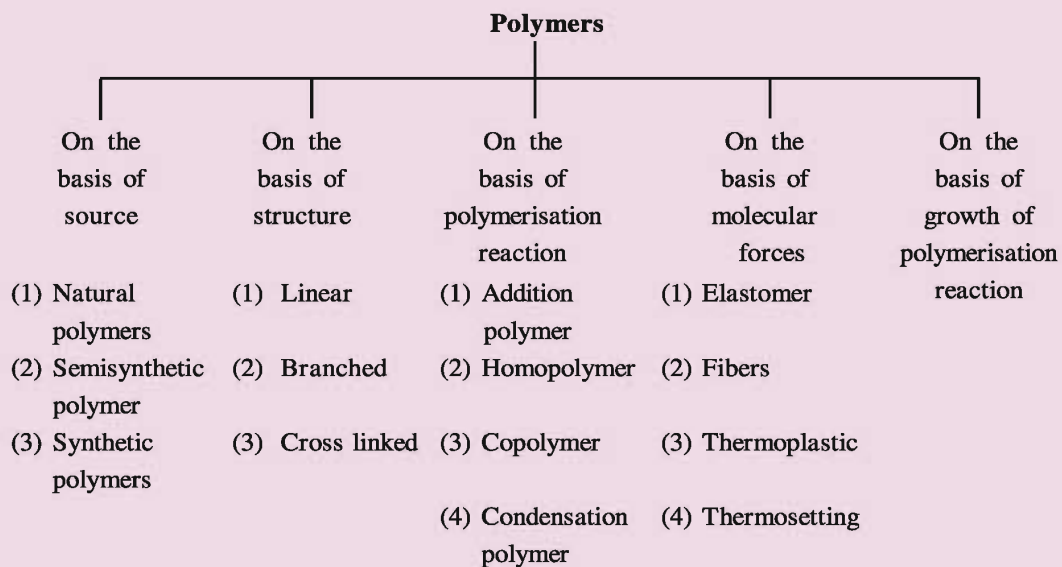 Polymers
On the
basis of
source
On the
basis of
structure
On the
basis of
polymerisation
reaction
On the
basis of
molecular
forces
On the
basis of
growth of
polymerisation
reaction
(1) Natural
polymers
(2) Semisynthetic
polymer
(3) Synthetic
polymers
(1) Linear
(2) Branched
(3) Cross linked
(1) Addition
polymer
(2) Homopolymer
(3) Copolymer
(4) Condensation
polymer
(1) Elastomer
(2) Fibers
(3) Thermoplastic
(4) Thermosetting